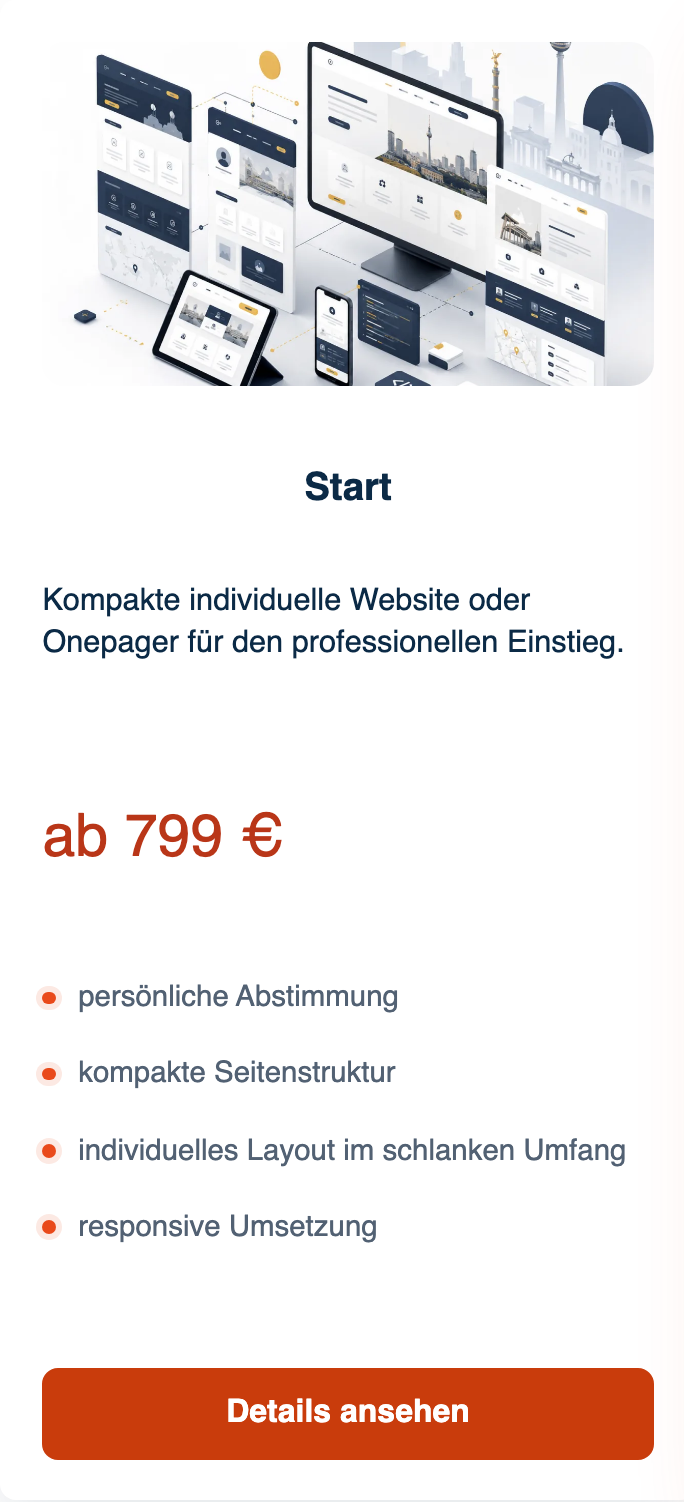 Start
Kompakte individuelle Website oder
Onepager für den professionellen Einstieg.
ab 799 €
persönliche Abstimmung
kompakte Seitenstruktur
individuelles Layout im schlanken Umfang
responsive Umsetzung
Details ansehen